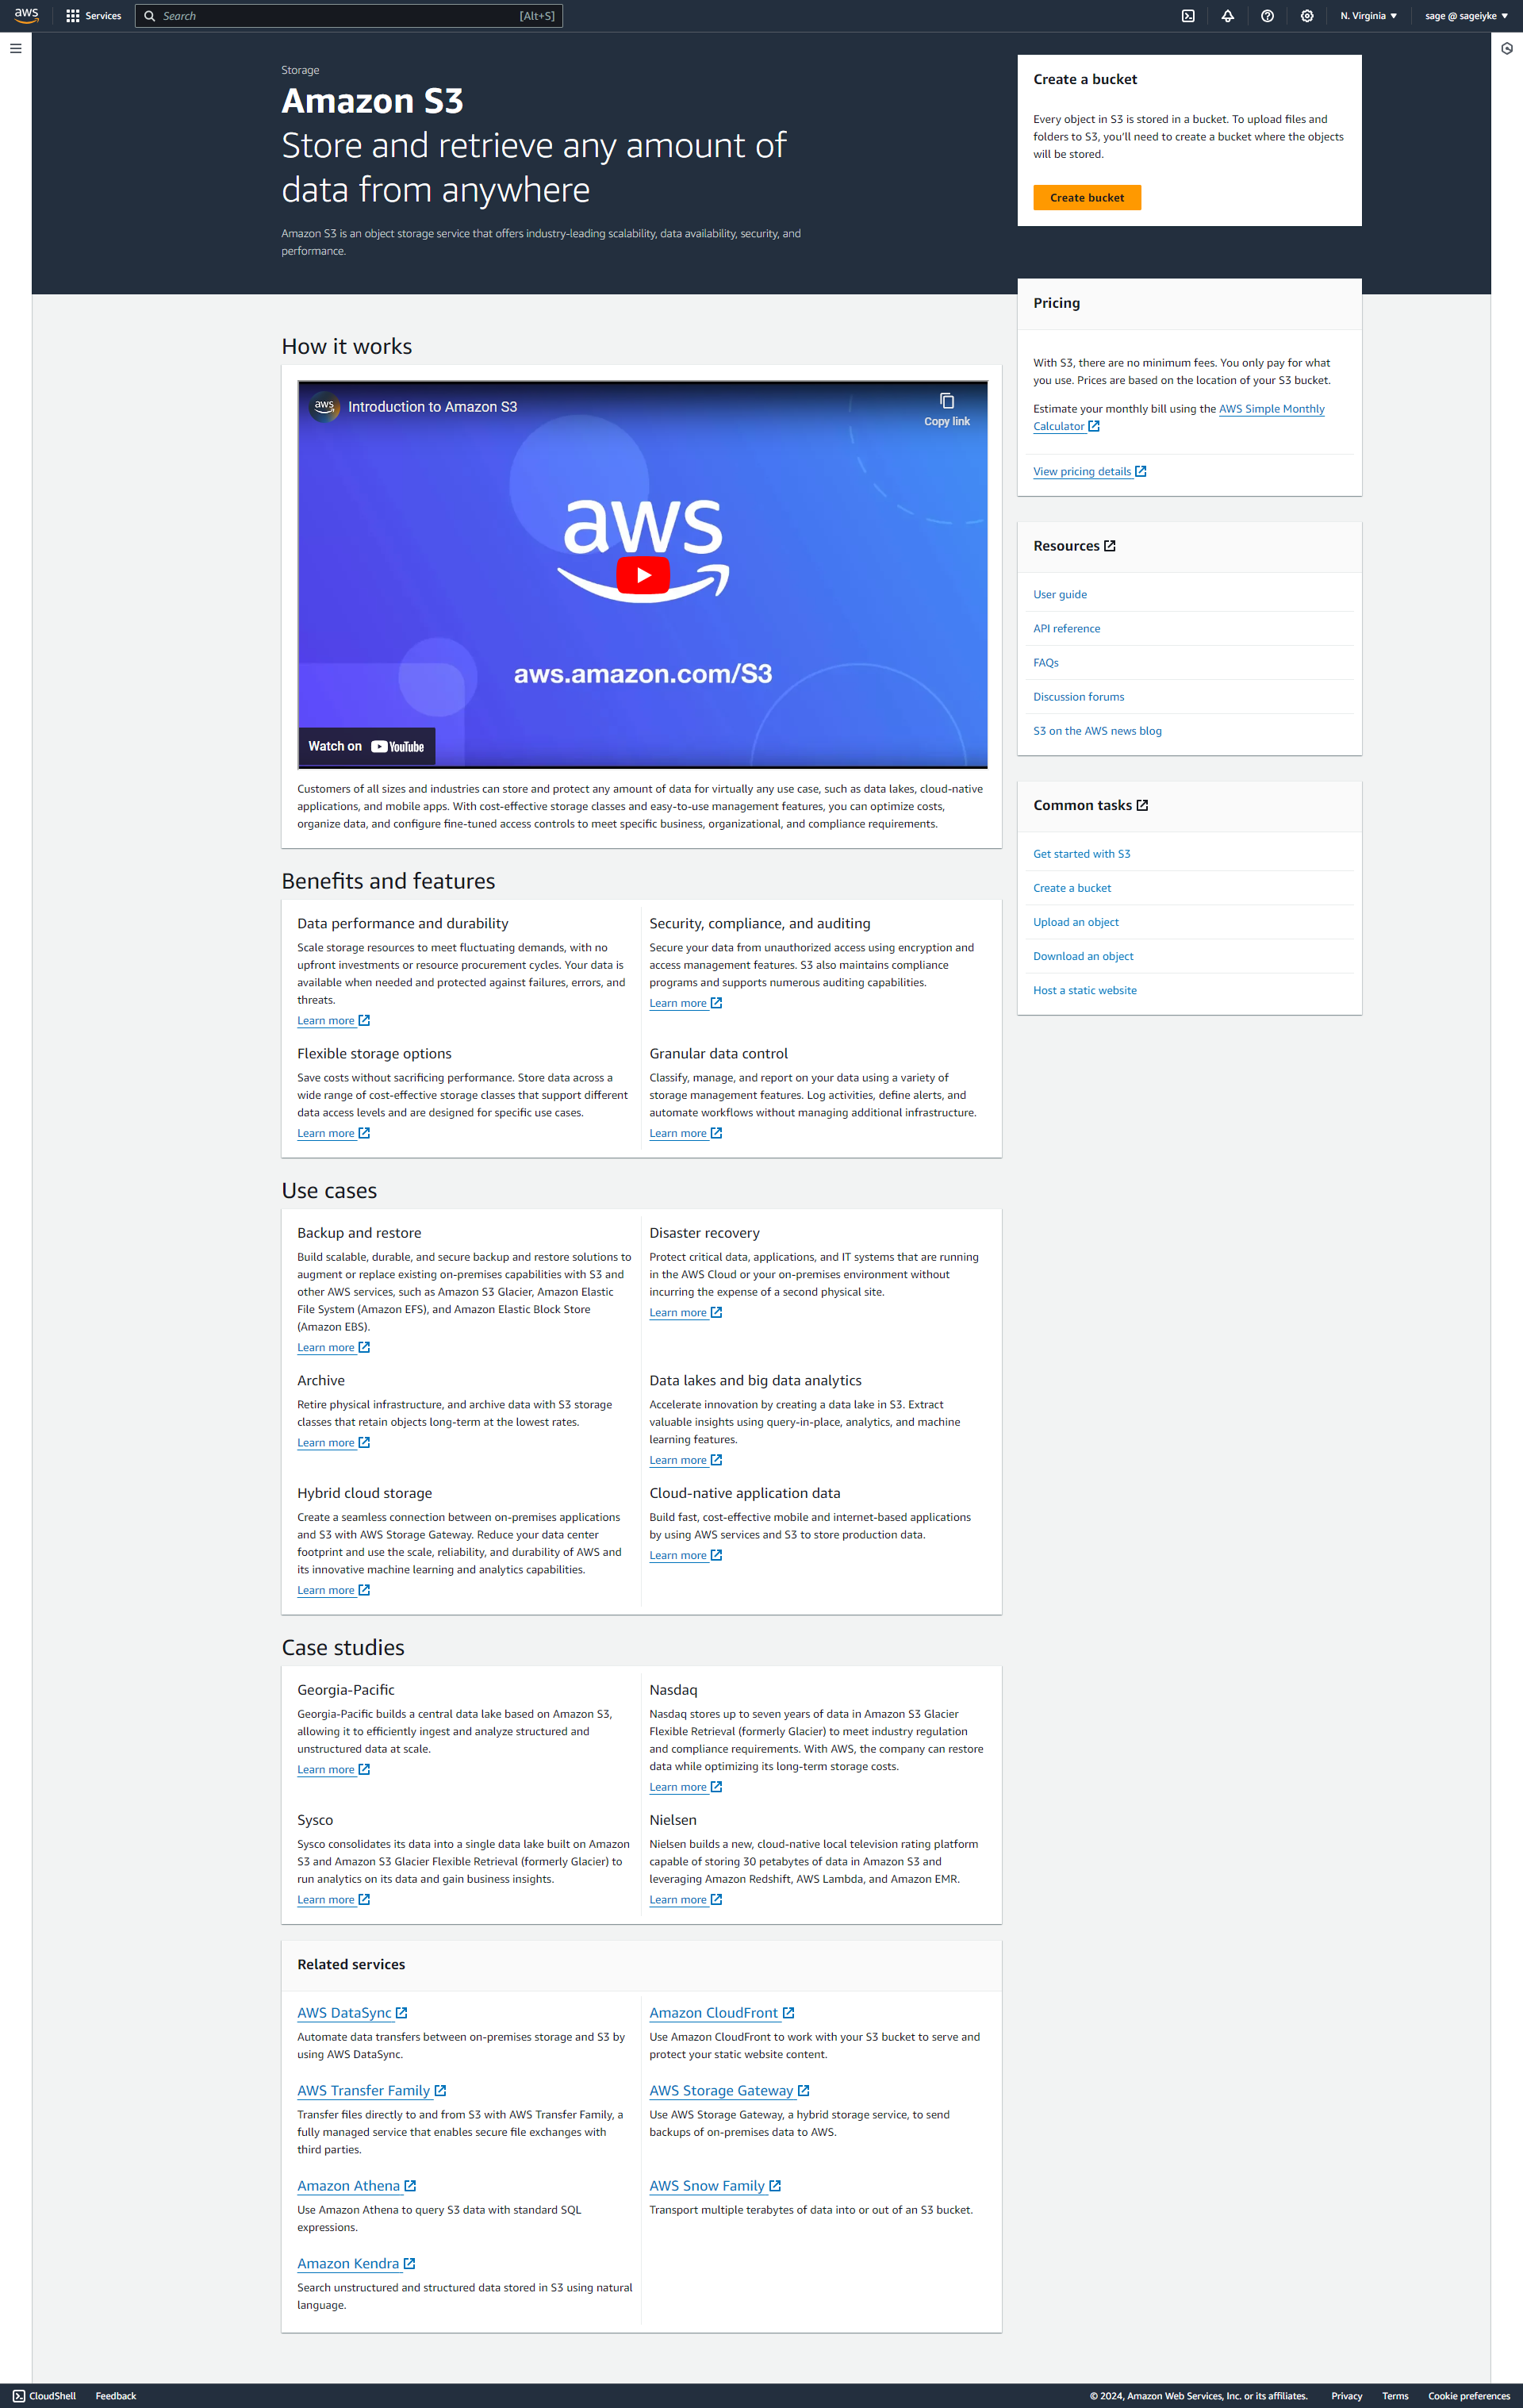 aws
Services
Search
[Alt+S]
N. Virginia
sage @ sageiyke
Storage
Amazon S3
Store and retrieve any amount of
data from anywhere
Amazon S3 is an object storage service that offers industry-leading scalability, data availability, security, and
performance.
Create a bucket
Every object in S3 is stored in a bucket. To upload files and
folders to S3, you'll need to create a bucket where the objects
will be stored.
Create bucket
How it works
aws
Introduction to Amazon S3
Copy link
aws
aws.amazon.com/S3
Watch on YouTube
Customers of all sizes and industries can store and protect any amount of data for virtually any use case, such as data lakes, cloud-native
applications, and mobile apps. With cost-effective storage classes and easy-to-use management features, you can optimize costs,
organize data, and configure fine-tuned access controls to meet specific business, organizational, and compliance requirements.
Benefits and features
Data performance and durability
Scale storage resources to meet fluctuating demands, with no
upfront investments or resource procurement cycles. Your data is
available when needed and protected against failures, errors, and
threats.
Learn more
Security, compliance, and auditing
Secure your data from unauthorized access using encryption and
access management features. S3 also maintains compliance
programs and supports numerous auditing capabilities.
Learn more
Flexible storage options
Save costs without sacrificing performance. Store data across a
wide range of cost-effective storage classes that support different
data access levels and are designed for specific use cases.
Learn more
Granular data control
Classify, manage, and report on your data using a variety of
storage management features. Log activities, define alerts, and
automate workflows without managing additional infrastructure.
Learn more
Use cases
Backup and restore
Build scalable, durable, and secure backup and restore solutions to
augment or replace existing on-premises capabilities with S3 and
other AWS services, such as Amazon S3 Glacier, Amazon Elastic
File System (Amazon EFS), and Amazon Elastic Block Store
(Amazon EBS).
Learn more
Disaster recovery
Protect critical data, applications, and IT systems that are running
in the AWS Cloud or your on-premises environment without
incurring the expense of a second physical site.
Learn more
Archive
Retire physical infrastructure, and archive data with S3 storage
classes that retain objects long-term at the lowest rates.
Learn more
Data lakes and big data analytics
Accelerate innovation by creating a data lake in S3. Extract
valuable insights using query-in-place, analytics, and machine
learning features.
Learn more
Hybrid cloud storage
Create a seamless connection between on-premises applications
and S3 with AWS Storage Gateway. Reduce your data center
footprint and use the scale, reliability, and durability of AWS and
its innovative machine learning and analytics capabilities.
Learn more
Cloud-native application data
Build fast, cost-effective mobile and internet-based applications
by using AWS services and S3 to store production data.
Learn more
Case studies
Georgia-Pacific
Georgia-Pacific builds a central data lake based on Amazon S3,
allowing it to efficiently ingest and analyze structured and
unstructured data at scale.
Learn more
Nasdaq
Nasdaq stores up to seven years of data in Amazon S3 Glacier
Flexible Retrieval (formerly Glacier) to meet industry regulation
and compliance requirements. With AWS, the company can restore
data while optimizing its long-term storage costs.
Learn more
Sysco
Sysco consolidates its data into a single data lake built on Amazon
S3 and Amazon S3 Glacier Flexible Retrieval (formerly Glacier) to
run analytics on its data and gain business insights.
Learn more
Nielsen
Nielsen builds a new, cloud-native local television rating platform
capable of storing 30 petabytes of data in Amazon S3 and
leveraging Amazon Redshift, AWS Lambda, and Amazon EMR.
Learn more
Related services
AWS DataSync
Automate data transfers between on-premises storage and S3 by
using AWS DataSync.
Amazon CloudFront
Use Amazon CloudFront to work with your S3 bucket to serve and
protect your static website content.
AWS Transfer Family
Transfer files directly to and from S3 with AWS Transfer Family, a
fully managed service that enables secure file exchanges with
third parties.
AWS Storage Gateway
Use AWS Storage Gateway, a hybrid storage service, to send
backups of on-premises data to AWS.
Amazon Athena
Use Amazon Athena to query S3 data with standard SQL
expressions.
AWS Snow Family
Transport multiple terabytes of data into or out of an S3 bucket.
Amazon Kendra
Search unstructured and structured data stored in S3 using natural
language.
Pricing
With S3, there are no minimum fees. You only pay for what
you use. Prices are based on the location of your S3 bucket.
Estimate your monthly bill using the AWS Simple Monthly
Calculator
View pricing details
Resources
User guide
API reference
FAQs
Discussion forums
S3 on the AWS news blog
Common tasks
Get started with S3
Create a bucket
Upload an object
Download an object
Host a static website
CloudShell
Feedback
© 2024, Amazon Web Services, Inc. or its affiliates.
Privacy
Terms
Cookie preferences